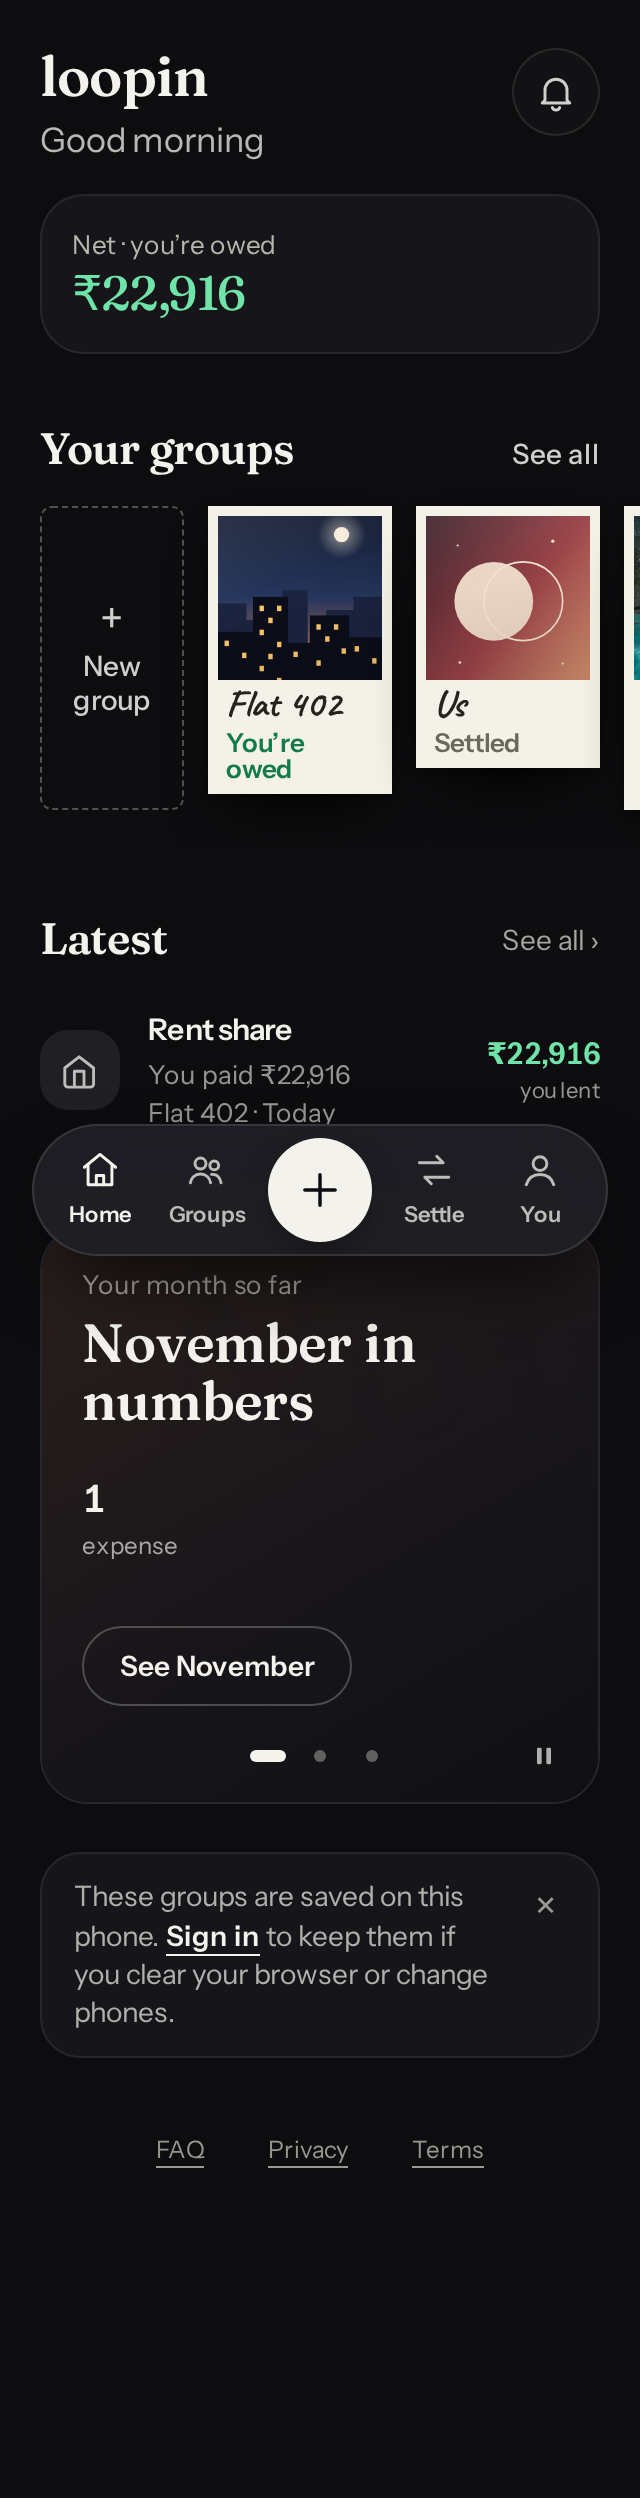 loopin
Good morning
Net · you’re owed
₹22,916
Your groups
See all
+
New
group
Flat 402
You’re
owed
Us
Settled
Latest
See all ›
Rent share
You paid ₹22,916
Flat 402 · Today
₹22,916
you lent
Home
Groups
Settle
You
Your month so far
November in
numbers
1
expense
See November
These groups are saved on this
phone. Sign in to keep them if
you clear your browser or change
phones.
FAQ
Privacy
Terms